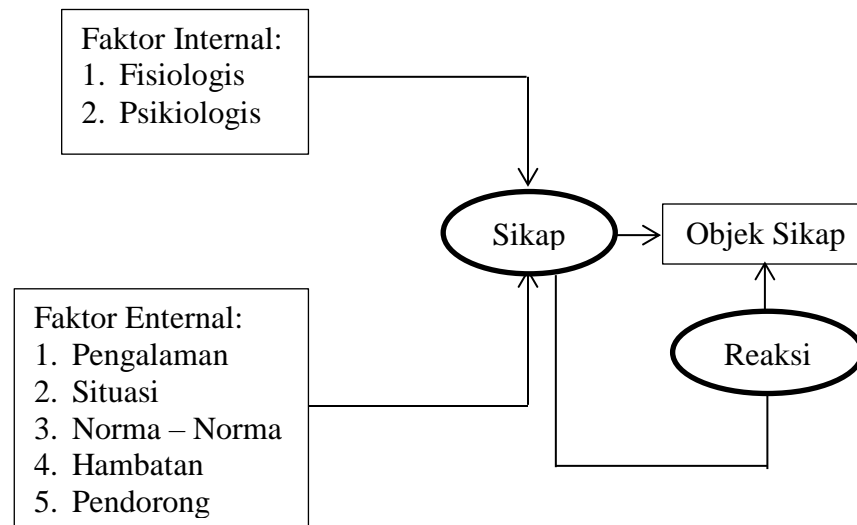 Faktor Internal:
1. Fisiologis
2. Psikiologis
Sikap
Objek Sikap
Faktor Enternal:
1. Pengalaman
2. Situasi
3. Norma – Norma
4. Hambatan
5. Pendorong
Reaksi